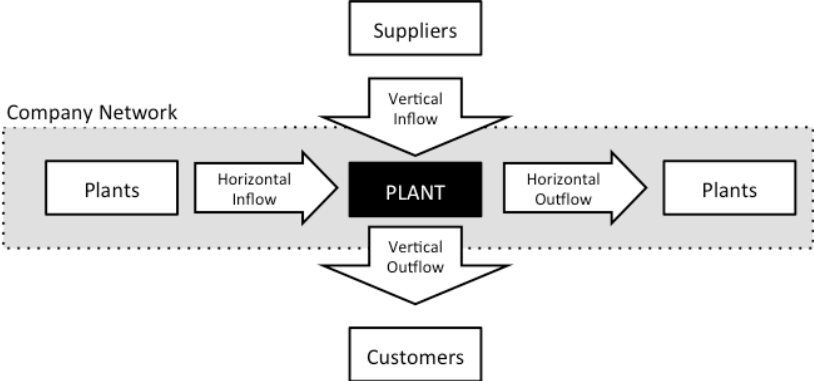 Suppliers
Vertical
Inflow
Company Network
Plants
Horizontal
Inflow
PLANT
Horizontal
Outflow
Plants
Vertical
Outflow
Customers